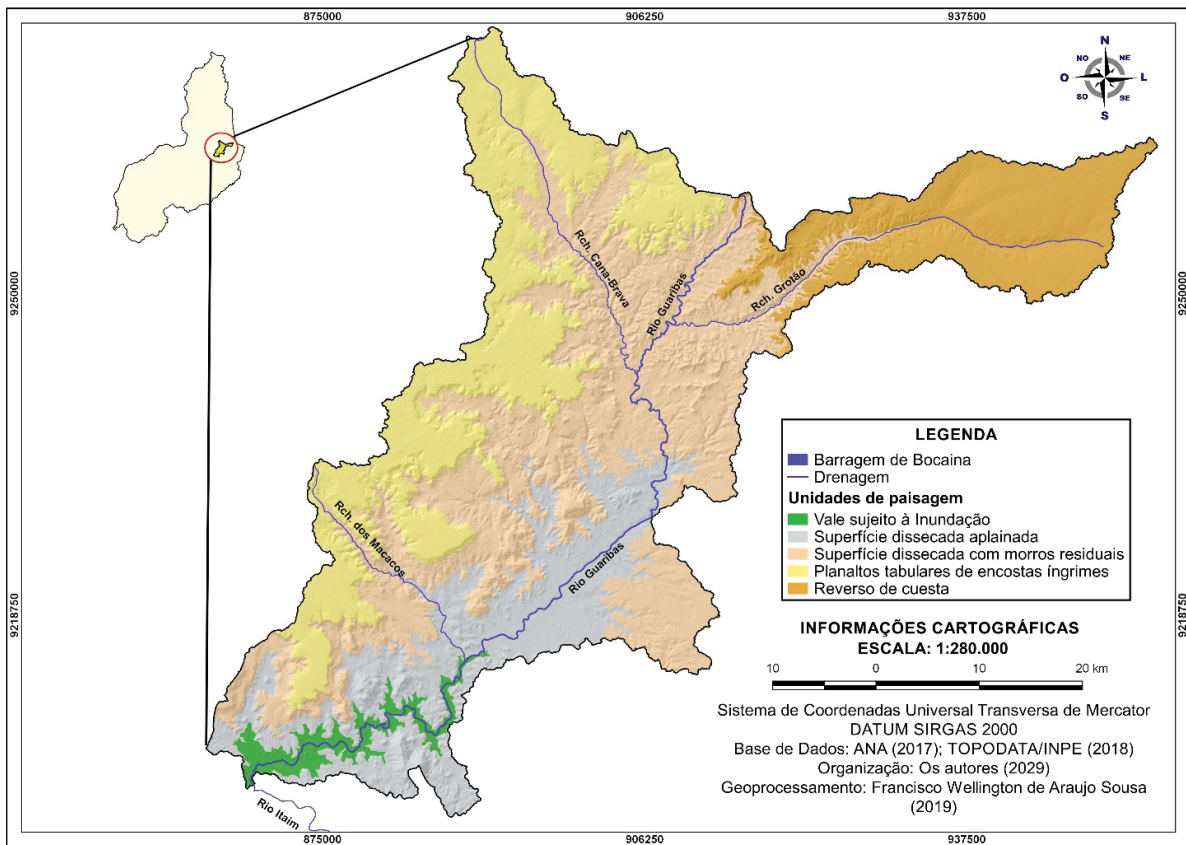 875000
906250
937500
N
NO
NE
O
L
SO
SE
S
9250000
9250000
Rch. Cana-Brava
Rio Guaribas
Rch. Grotão
LEGENDA
Barragem de Bocaina
Drenagem
Unidades de paisagem
Vale sujeito à Inundação
Superfície dissecada aplainada
Superfície dissecada com morros residuais
Planaltos tabulares de encostas íngrimes
Reverso de cuesta
Rch. dos Macacos
Rio Guaribas
9218750
9218750
INFORMAÇÕES CARTOGRÁFICAS
ESCALA: 1:280.000
10 0 10 20 km
Sistema de Coordenadas Universal Transversa de Mercator
DATUM SIRGAS 2000
Base de Dados: ANA (2017); TOPODATA/INPE (2018)
Organização: Os autores (2029)
Geoprocessamento: Francisco Wellington de Araujo Sousa
(2019)
Rio Itaim
875000
906250
937500